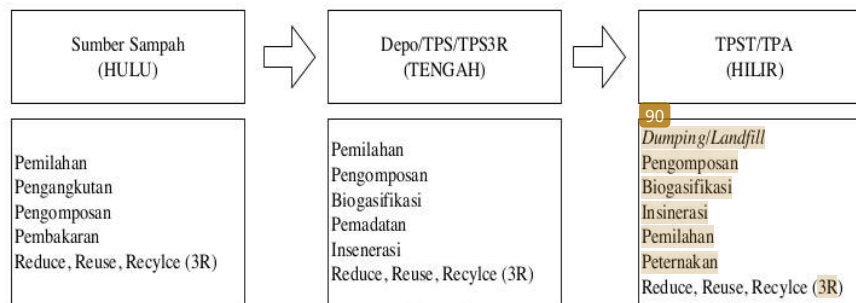 Sumber Sampah
(HULU)
Depo/TPS/TPS3R
(TENGAH)
TPST/TPA
(HILIR)
Pemilahan
Pengangkutan
Pengomposan
Pembakaran
Reduce, Reuse, Recylce (3R)
Pemilahan
Pengomposan
Biogasifikasi
Pemadatan
Insenerasi
Reduce, Reuse, Recylce (3R)
90
Dumping/Landfill
Pengomposan
Biogasifikasi
Insinerasi
Pemilahan
Peternakan
Reduce, Reuse, Recylce (3R)